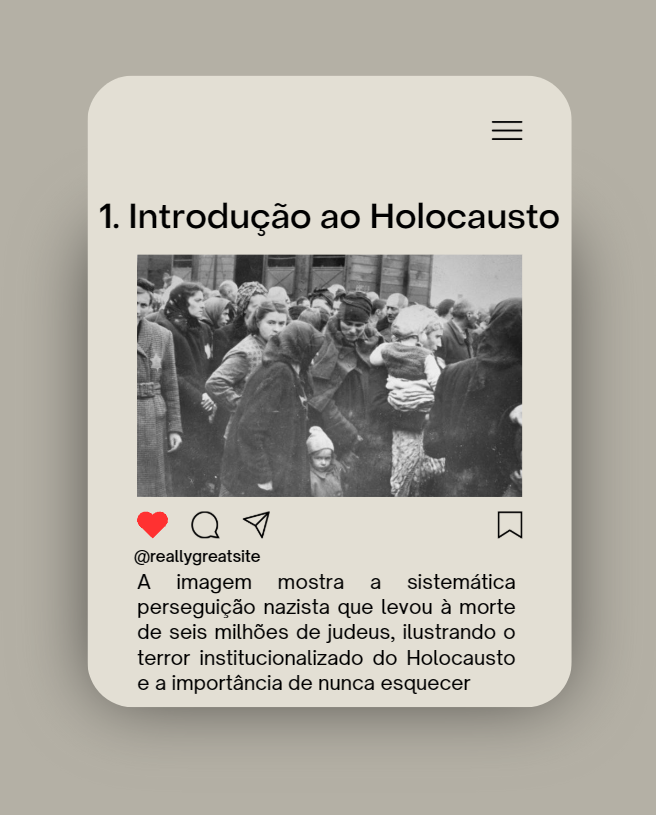 1. Introdução ao Holocausto
@reallygreatsite
A imagem mostra a sistemática
perseguição nazista que levou à morte
de seis milhões de judeus, ilustrando o
terror institucionalizado do Holocausto
e a importância de nunca esquecer